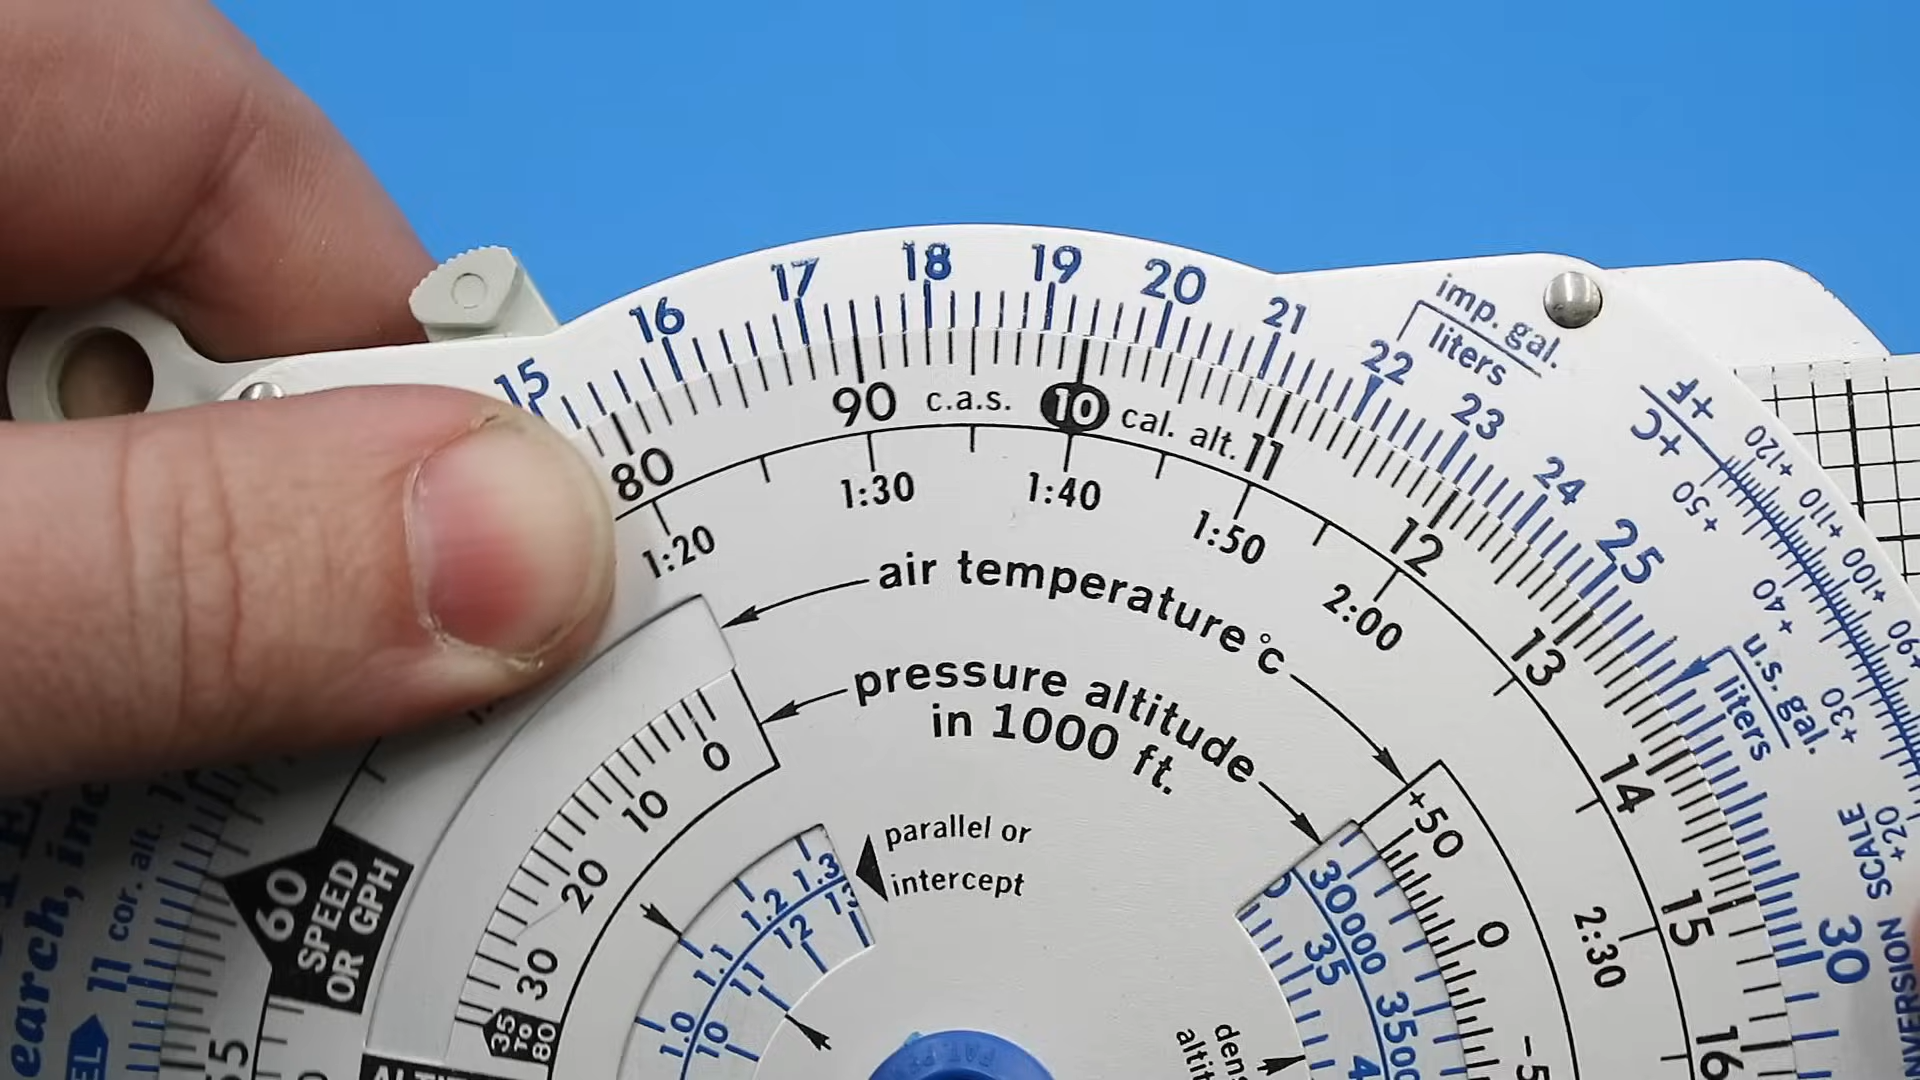 15 16 17 18 19 20 21 22 23 24 25 30
imp. gal.
liters
°F
°C
+120 +110 +100 +90
+50 +40 +30 +20
u.s. gal.
liters
SCALE
80 90 c.a.s. 10 cal. alt. 11 12 13 14 15 16
1:20 1:30 1:40 1:50 2:00 2:30
air temperature °c
pressure altitude
in 1000 ft.
parallel or
intercept
0 10 20 30
35
TO
80
1.0 1.1 1.2 1.3
10 11 12
+50 0
30000
35
60
SPEED
OR GPH
11 cor. alt.